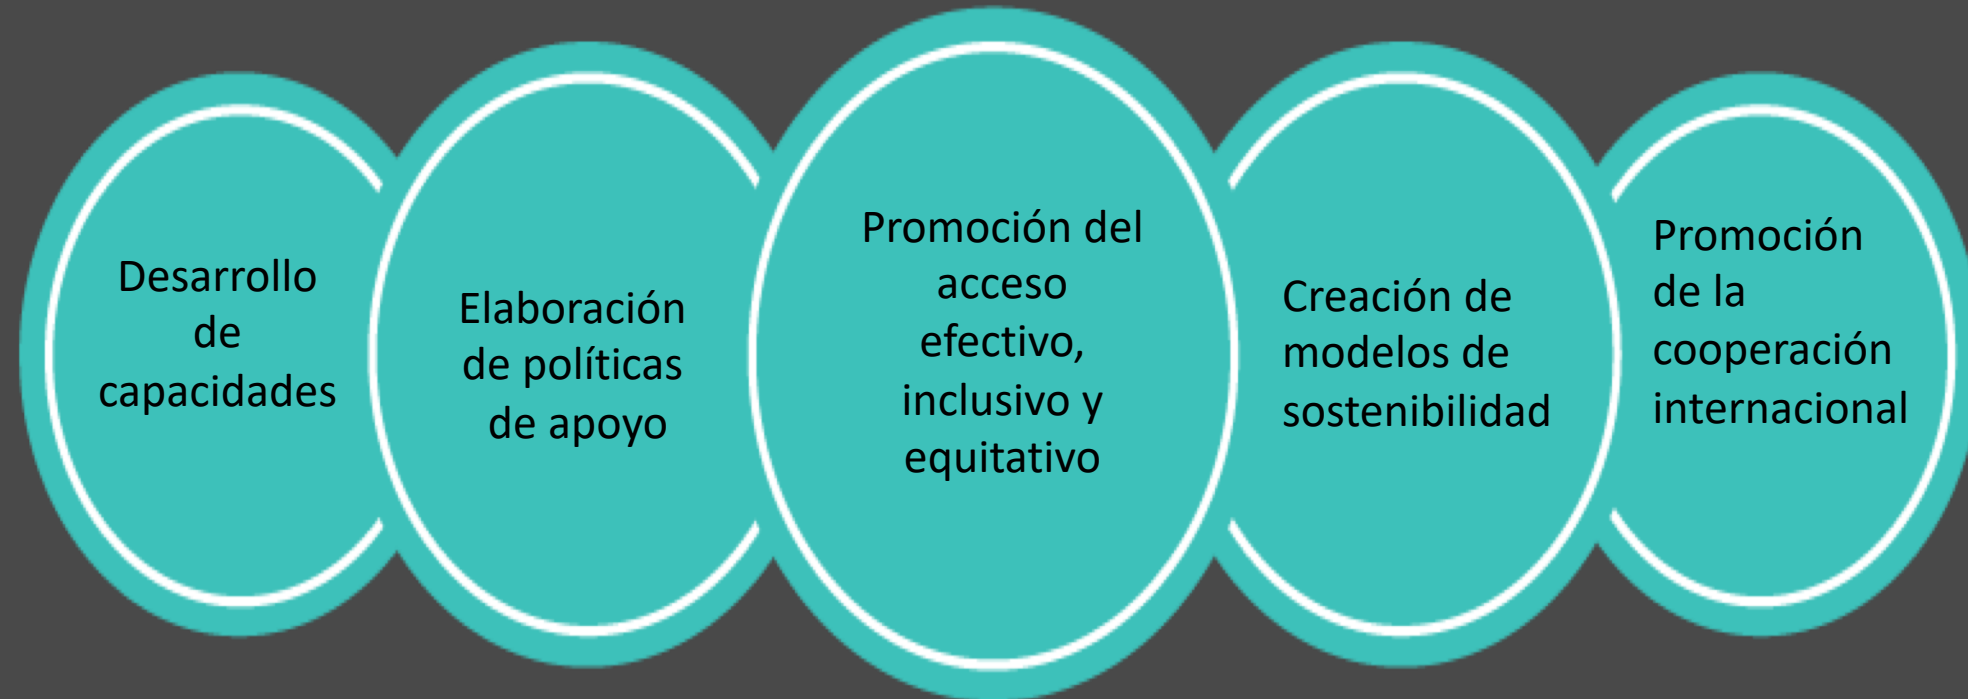 Desarrollo
de
capacidades
Elaboración
de políticas
de apoyo
Promoción del
acceso
efectivo,
inclusivo y
equitativo
Creación de
modelos de
sostenibilidad
Promoción
de la
cooperación
internacional